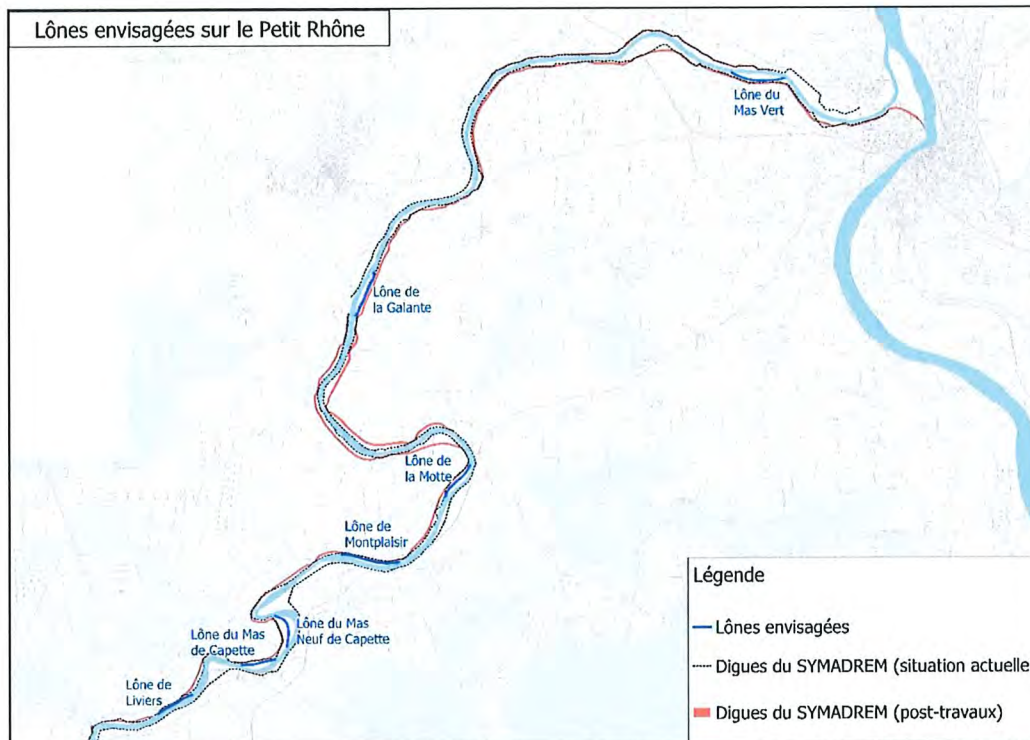 Lônes envisagées sur le Petit Rhône
Lône du
Mas Vert
Lône de
la Galante
Lône de
la Motte
Lône de
Montplaisir
Lône du Mas
Neuf de Capette
Lône du Mas
de Capette
Lône de
Liviers
Légende
Lônes envisagées
Digues du SYMADREM (situation actuelle
Digues du SYMADREM (post-travaux)